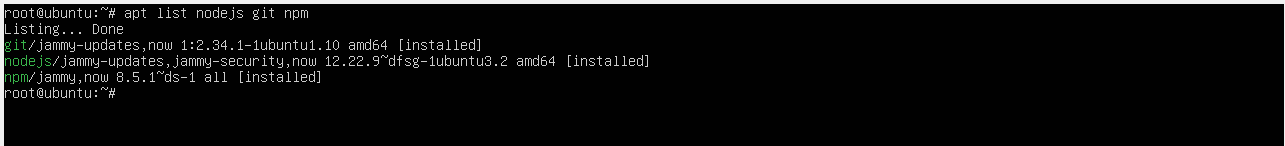 root@ubuntu:~# apt list nodejs git npm
Listing... Done
git/jammy-updates,now 1:2.34.1-1ubuntu1.10 amd64 [installed]
nodejs/jammy-updates,jammy-security,now 12.22.9~dfsg-1ubuntu3.2 amd64 [installed]
npm/jammy,now 8.5.1~ds-1 all [installed]
root@ubuntu:~#